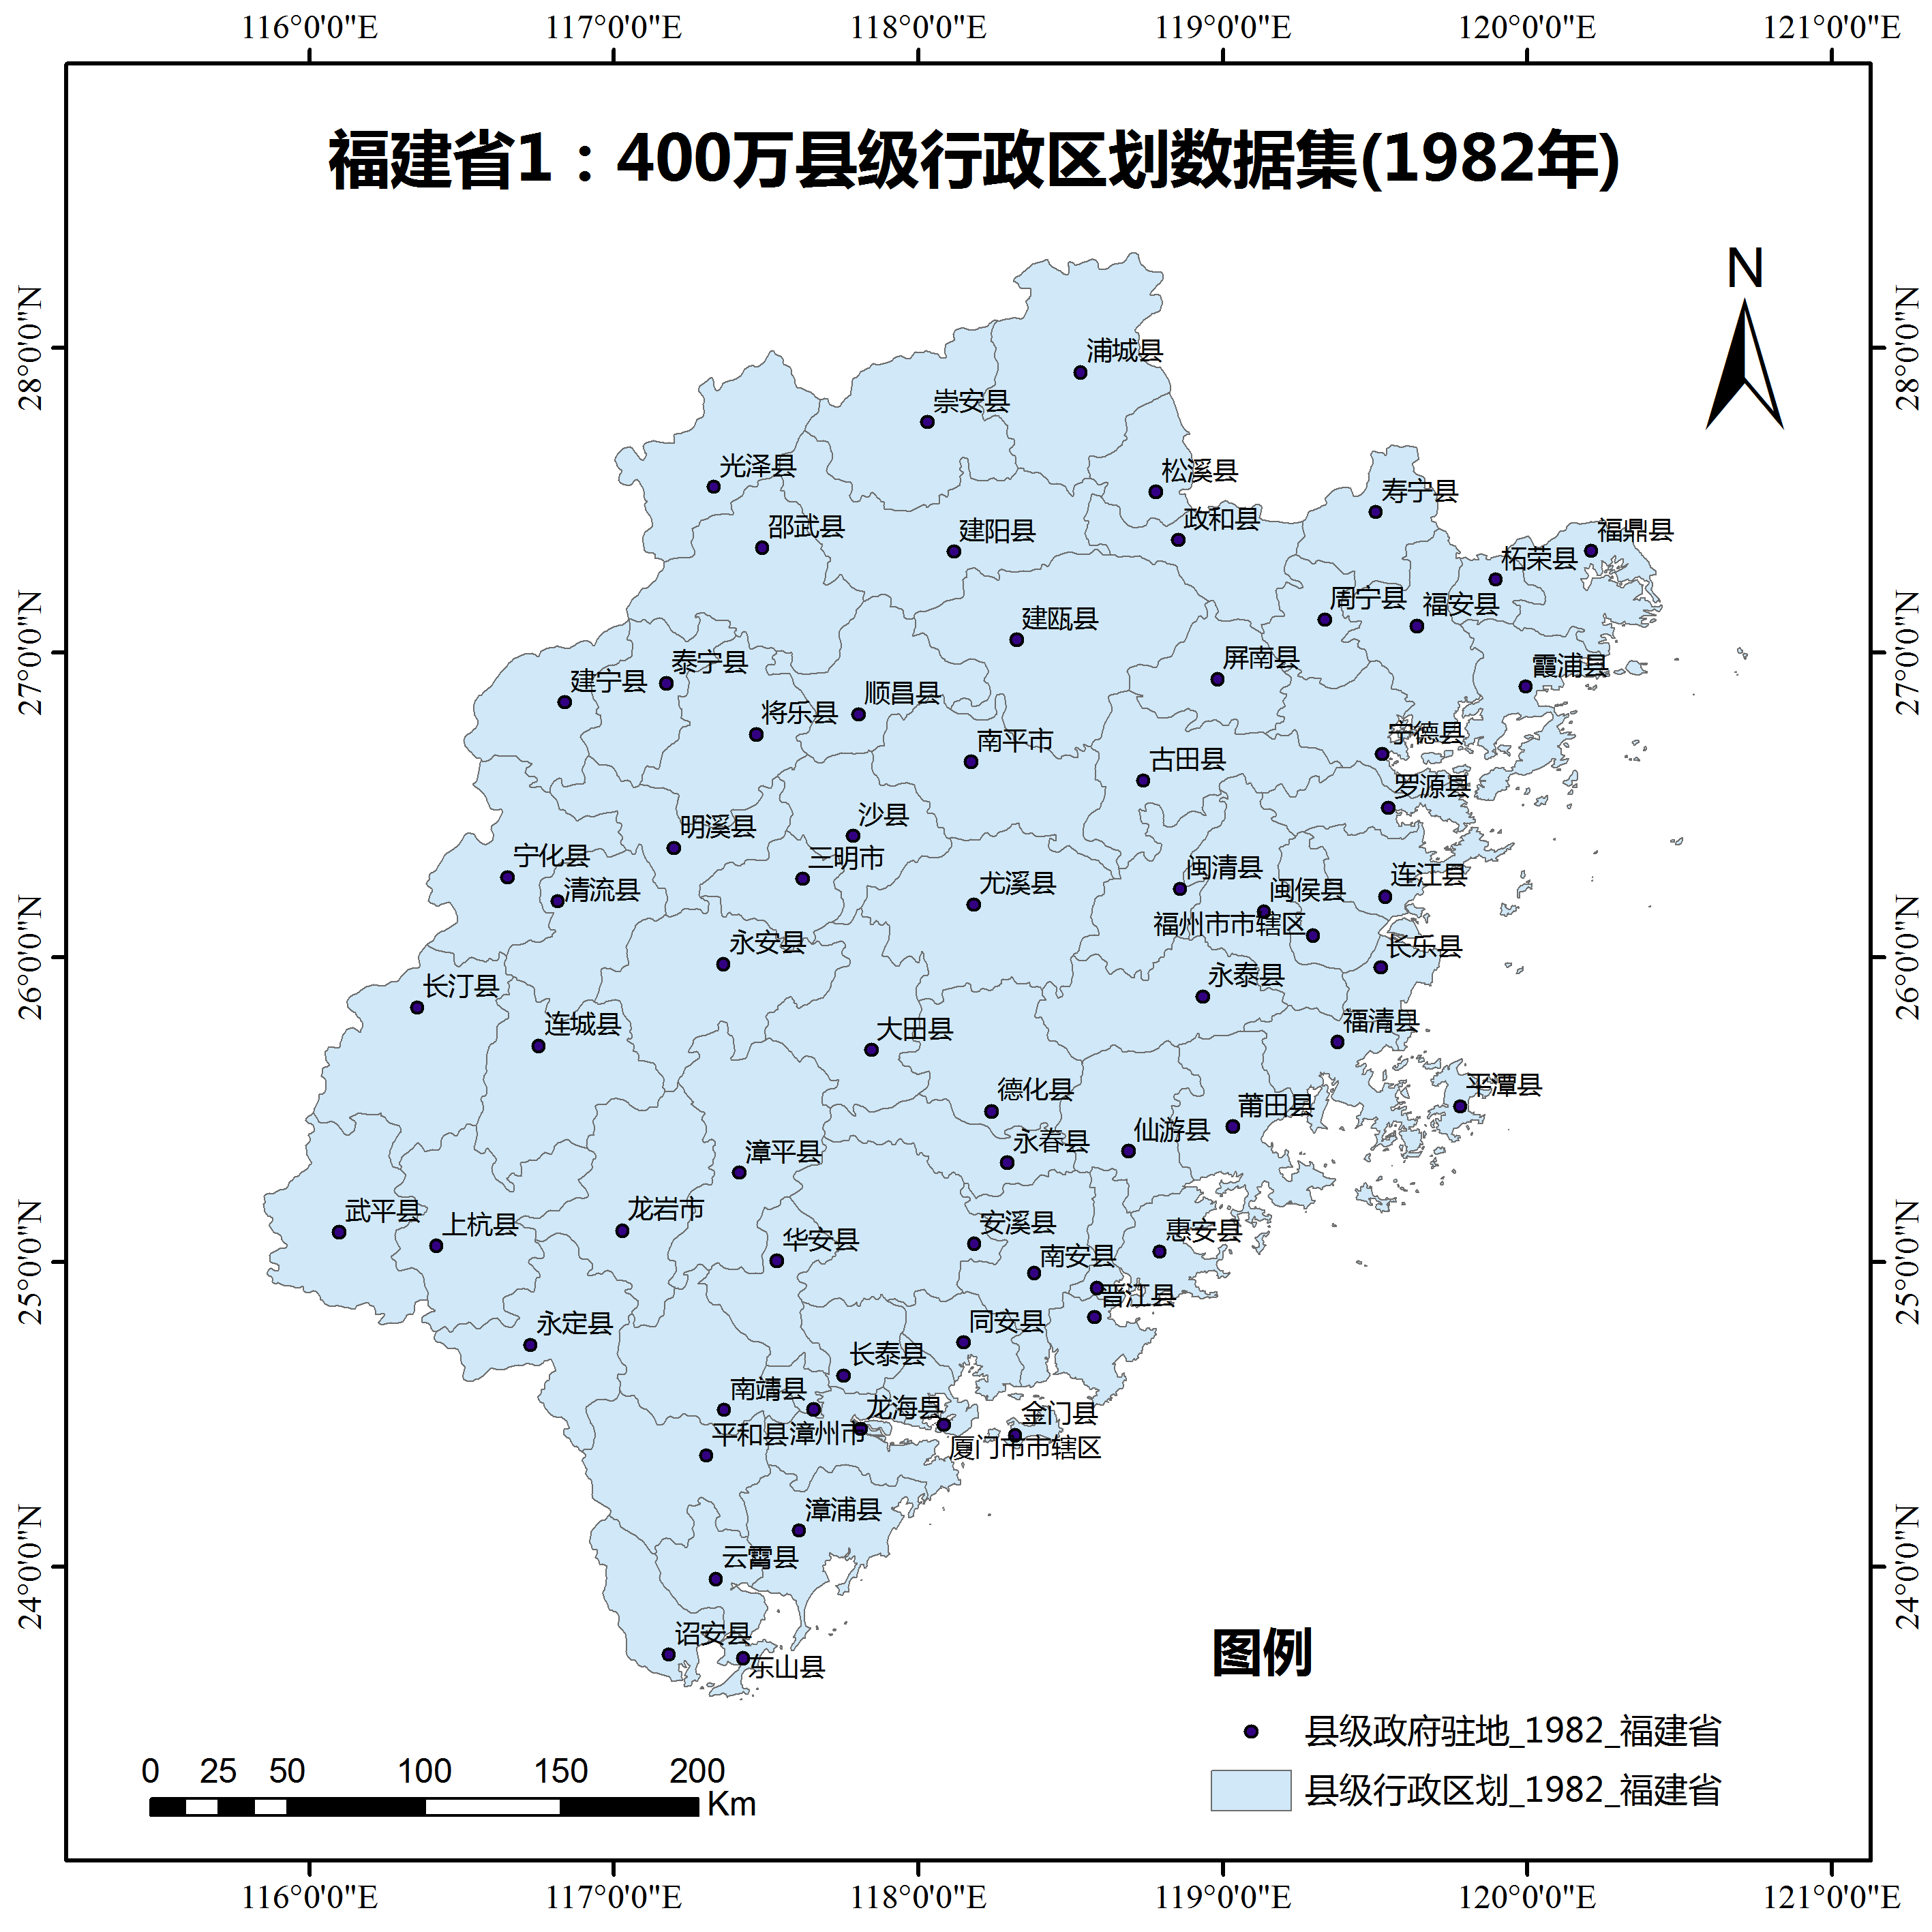 116°0'0"E 117°0'0"E 118°0'0"E 119°0'0"E 120°0'0"E 121°0'0"E
福建省1：400万县级行政区划数据集(1982年)
N
28°0'0"N 28°0'0"N
浦城县
崇安县
光泽县
松溪县
寿宁县
政和县
邵武县
建阳县
福鼎县
柘荣县
周宁县
福安县
27°0'0"N 27°0'0"N
建瓯县
屏南县
泰宁县
霞浦县
建宁县
顺昌县
将乐县
宁德县
南平市
古田县
罗源县
沙县
明溪县
宁化县
三明市
闽清县
连江县
尤溪县
清流县
闽侯县
福州市市辖区
26°0'0"N 26°0'0"N
永安县
长乐县
永泰县
长汀县
福清县
连城县
大田县
平潭县
德化县
莆田县
仙游县
永春县
漳平县
25°0'0"N 25°0'0"N
武平县
龙岩市
上杭县
安溪县
惠安县
华安县
南安县
晋江县
永定县
同安县
长泰县
南靖县
龙海县
金门县
平和县
漳州市
厦门市市辖区
漳浦县
24°0'0"N 24°0'0"N
云霄县
诏安县
东山县
图例
县级政府驻地_1982_福建省
县级行政区划_1982_福建省
0 25 50 100 150 200
Km
116°0'0"E 117°0'0"E 118°0'0"E 119°0'0"E 120°0'0"E 121°0'0"E